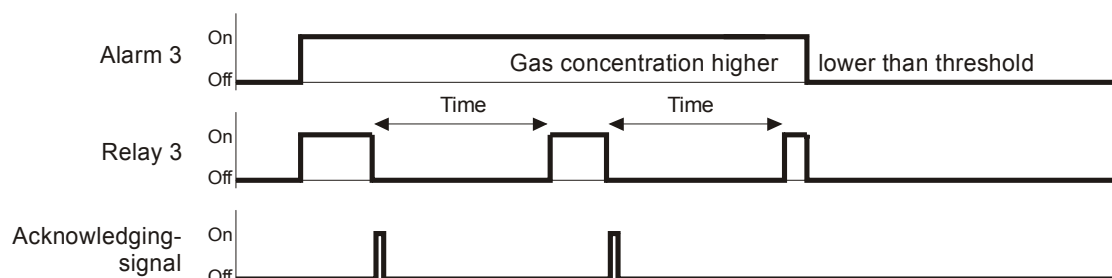 On
Alarm 3
Gas concentration higher lower than threshold
Off
Time Time
On
Relay 3
Off
Acknowledging-
signal
On
Off